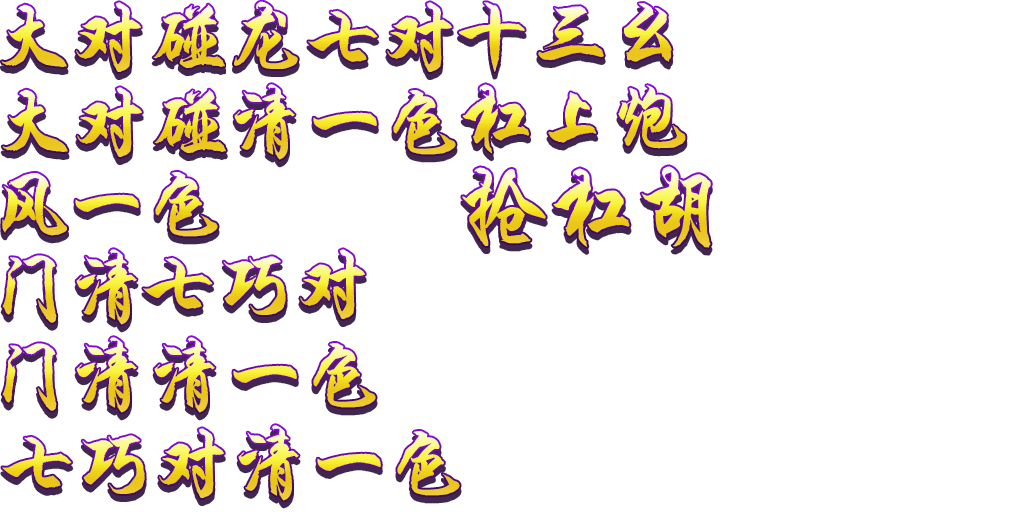 大对碰龙七对十三幺
大对碰清一色杠上炮
风一色 抢杠胡
门清七巧对
门清清一色
七巧对清一色